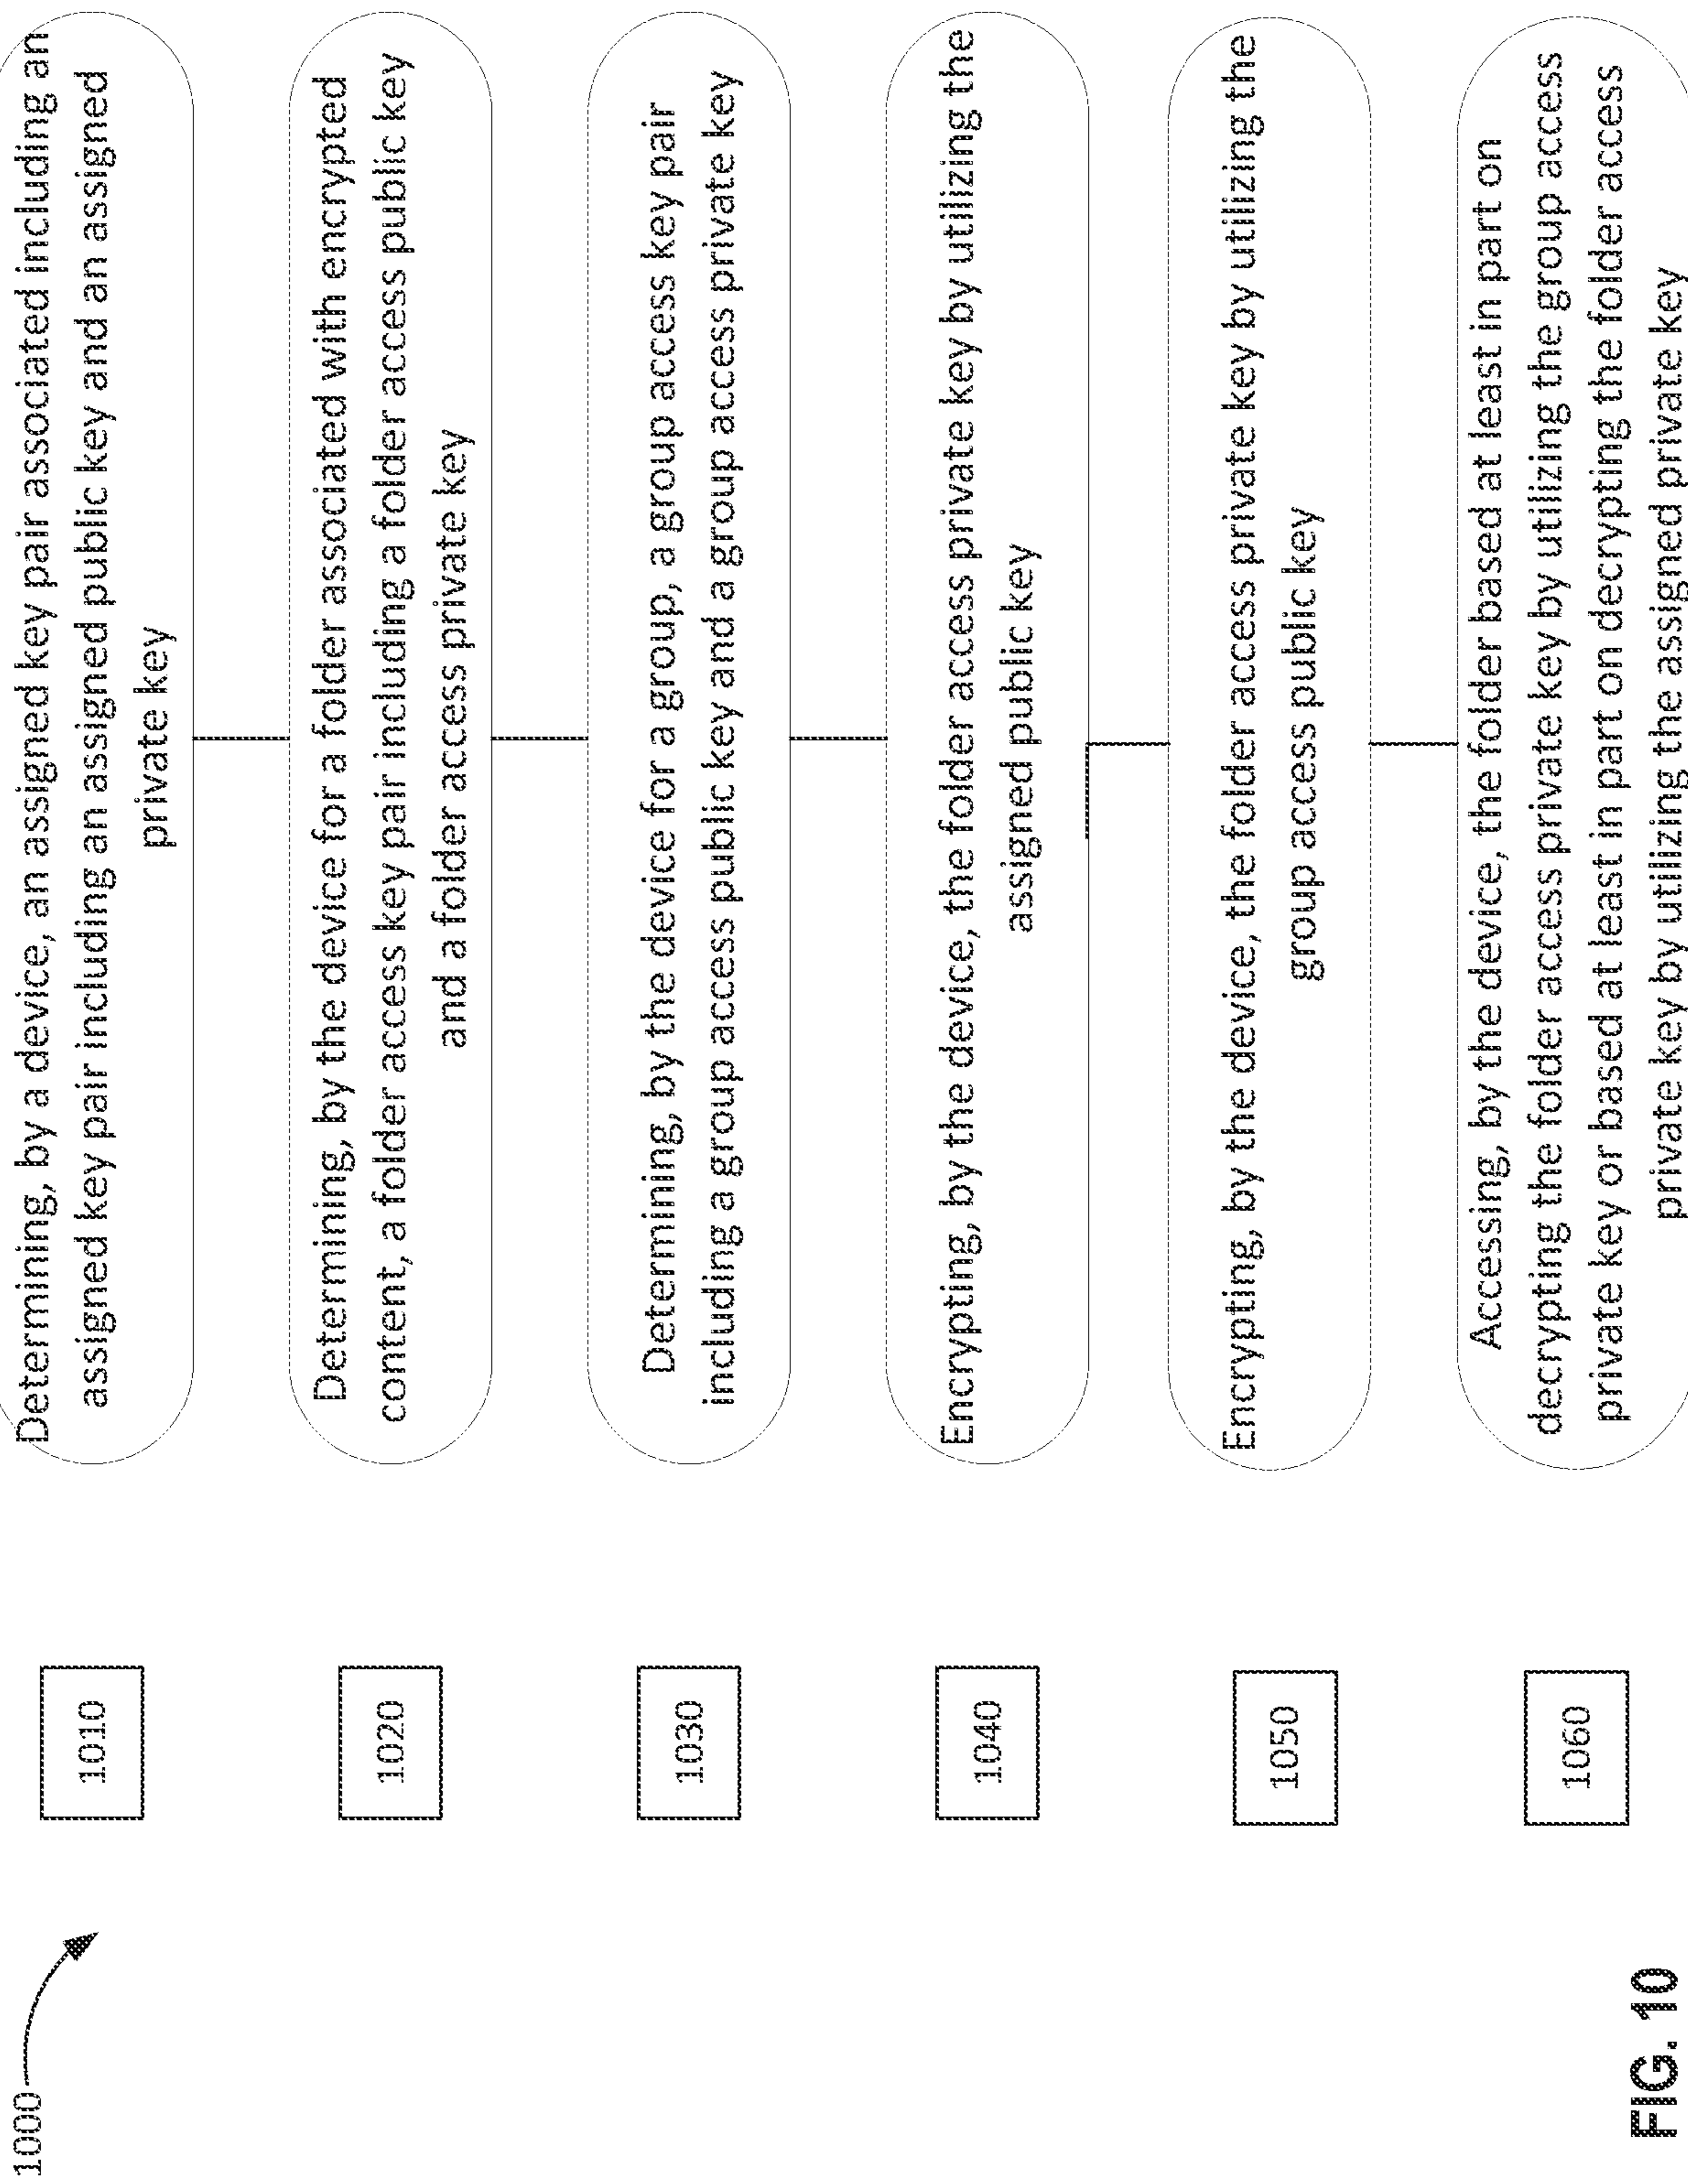 1000
1010
Determining, by a device, an assigned key pair associated including an
assigned key pair including an assigned public key and an assigned
private key
1020
Determining, by the device for a folder associated with encrypted
content, a folder access key pair including a folder access public key
and a folder access private key
1030
Determining, by the device for a group, a group access key pair
including a group access public key and a group access private key
1040
Encrypting, by the device, the folder access private key by utilizing the
assigned public key
1050
Encrypting, by the device, the folder access private key by utilizing the
group access public key
1060
Accessing, by the device, the folder based at least in part on
decrypting the folder access private key by utilizing the group access
private key or based at least in part on decrypting the folder access
private key by utilizing the assigned private key
FIG. 10